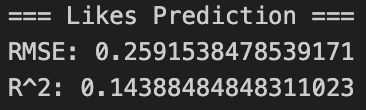 === Likes Prediction ===
RMSE: 0.2591538478539171
R^2: 0.14388484848311023